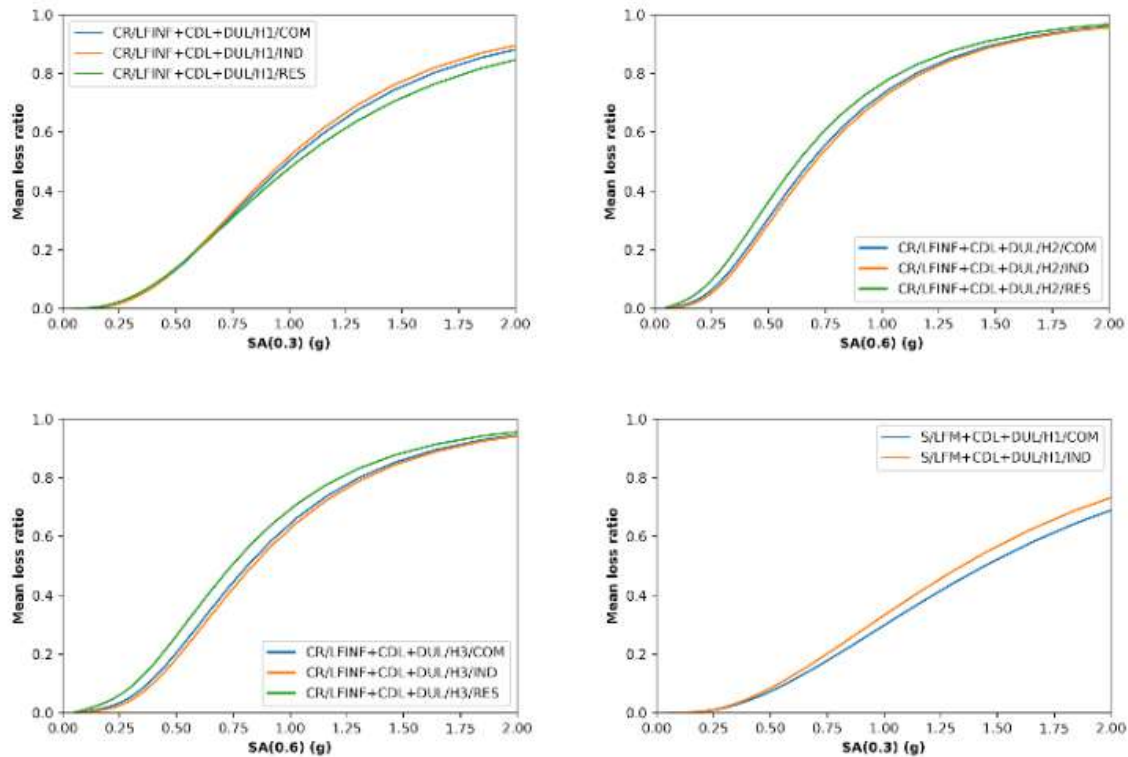 CR/LFINF+CDL+DUL/H1/COM
CR/LFINF+CDL+DUL/H1/IND
CR/LFINF+CDL+DUL/H1/RES
Mean loss ratio
1.0
0.8
0.6
0.4
0.2
0.0
0.00 0.25 0.50 0.75 1.00 1.25 1.50 1.75 2.00
SA(0.3) (g)
Mean loss ratio
1.0
0.8
0.6
0.4
0.2
0.0
CR/LFINF+CDL+DUL/H2/COM
CR/LFINF+CDL+DUL/H2/IND
CR/LFINF+CDL+DUL/H2/RES
0.00 0.25 0.50 0.75 1.00 1.25 1.50 1.75 2.00
SA(0.6) (g)
Mean loss ratio
1.0
0.8
0.6
0.4
0.2
0.0
CR/LFINF+CDL+DUL/H3/COM
CR/LFINF+CDL+DUL/H3/IND
CR/LFINF+CDL+DUL/H3/RES
0.00 0.25 0.50 0.75 1.00 1.25 1.50 1.75 2.00
SA(0.6) (g)
S/LFM+CDL+DUL/H1/COM
S/LFM+CDL+DUL/H1/IND
Mean loss ratio
1.0
0.8
0.6
0.4
0.2
0.0
0.00 0.25 0.50 0.75 1.00 1.25 1.50 1.75 2.00
SA(0.3) (g)